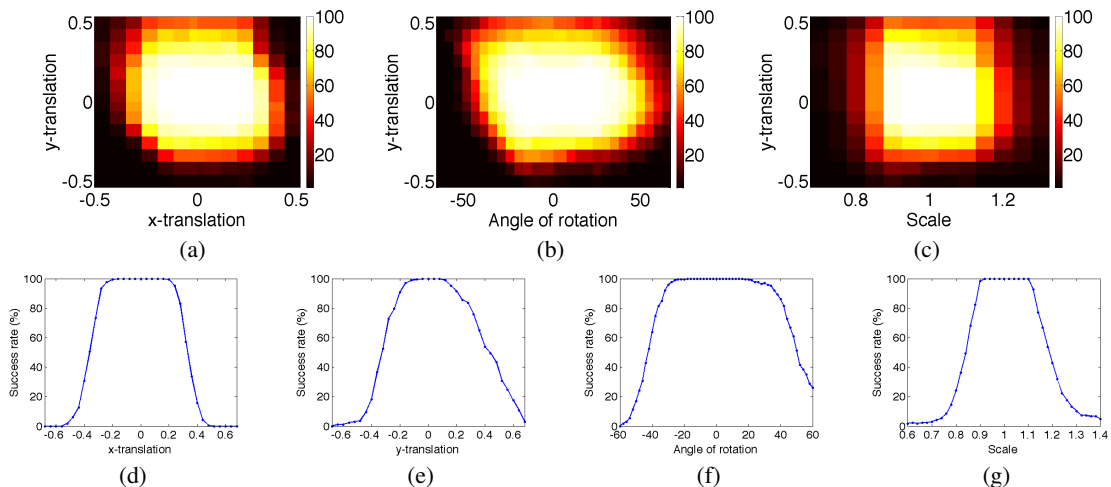 0.5
0
-0.5
y-translation
-0.5 0 0.5
x-translation
100
80
60
40
20
(a)
0.5
0
-0.5
y-translation
-50 0 50
Angle of rotation
100
80
60
40
20
(b)
0.5
0
-0.5
y-translation
0.8 1 1.2
Scale
100
80
60
40
20
(c)
100
80
60
40
20
0
Success rate (%)
-0.6 -0.4 -0.2 0 0.2 0.4 0.6
x-translation
(d)
100
80
60
40
20
0
Success rate (%)
-0.6 -0.4 -0.2 0 0.2 0.4 0.6
y-translation
(e)
100
80
60
40
20
0
Success rate (%)
-60 -40 -20 0 20 40 60
Angle of rotation
(f)
100
80
60
40
20
0
Success rate (%)
0.6 0.7 0.8 0.9 1 1.1 1.2 1.3 1.4
Scale
(g)